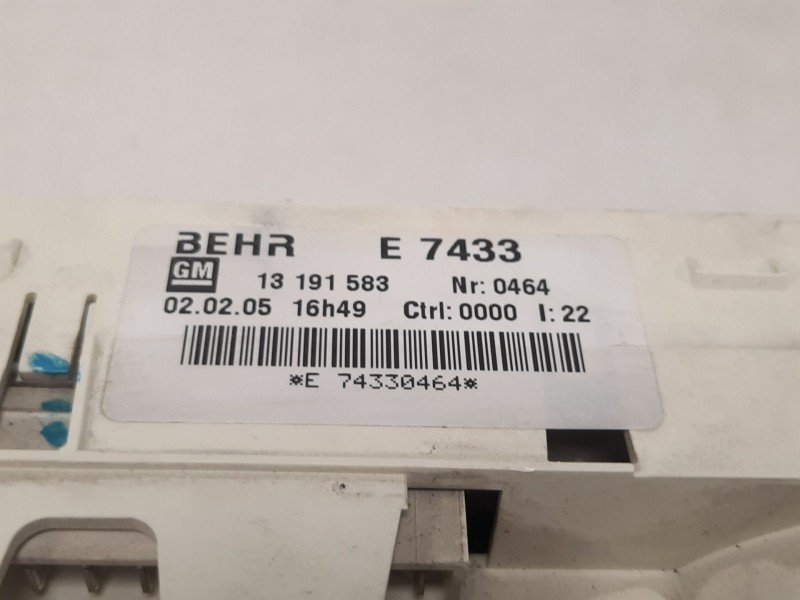 BEHR E 7433
GM 13 191 583 Nr: 0464
02.02.05 16h49 Ctrl: 0000 I: 22
*E 74330464*